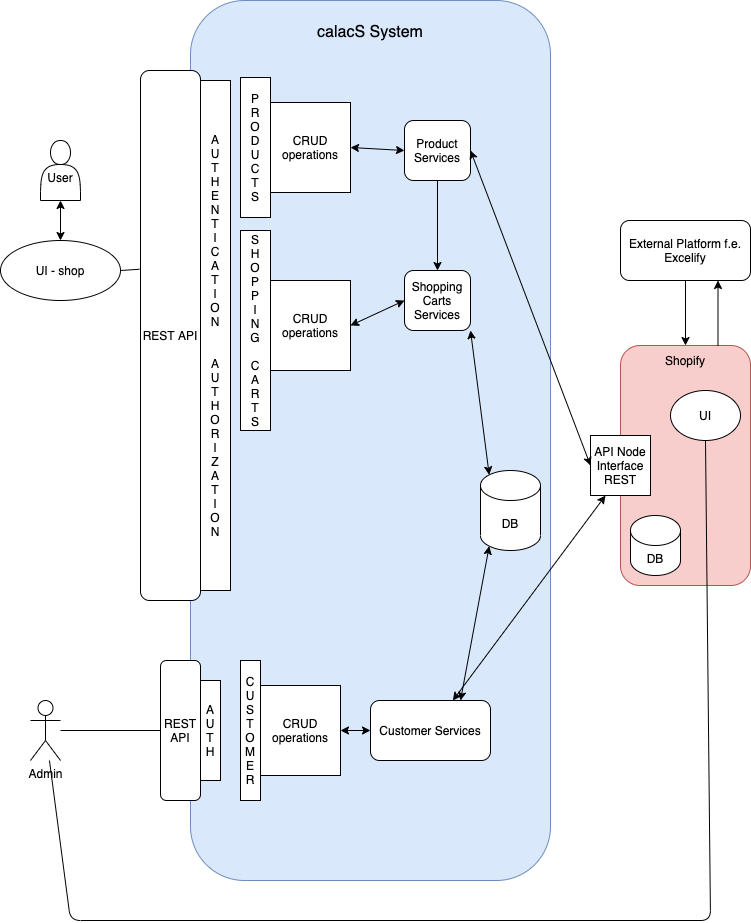 calacS System
PRODUCTS
CRUD
operations
Product
Services
AUTHENTICATION AUTHORIZATION
User
UI - shop
REST API
SHOPPING CARTS
CRUD
operations
Shopping
Carts
Services
External Platform f.e.
Excelify
Shopify
UI
API Node
Interface
REST
DB
DB
CUSTOMER
REST
API
AUTH
CRUD
operations
Customer Services
Admin